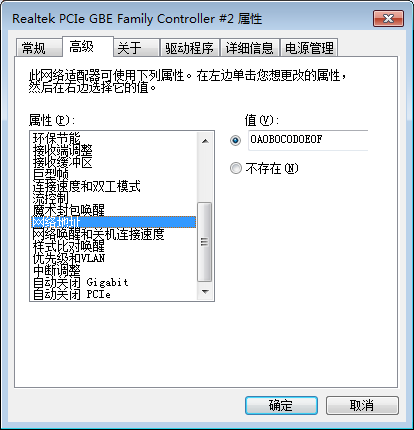 Realtek PCIe GBE Family Controller #2 属性
常规 高级 关于 驱动程序 详细信息 电源管理
此网络适配器可使用下列属性。在左边单击您想更改的属性，
然后在右边选择它的值。
属性(P):
环保节能
接收端调整
接收缓冲区
巨型帧
连接速度和双工模式
流控制
魔术封包唤醒
网络地址
网络唤醒和关机连接速度
样式比对唤醒
优先级和VLAN
中断调整
自动关闭 Gigabit
自动关闭 PCIe
值(V):
0A0B0C0D0E0F
不存在(N)
确定 取消